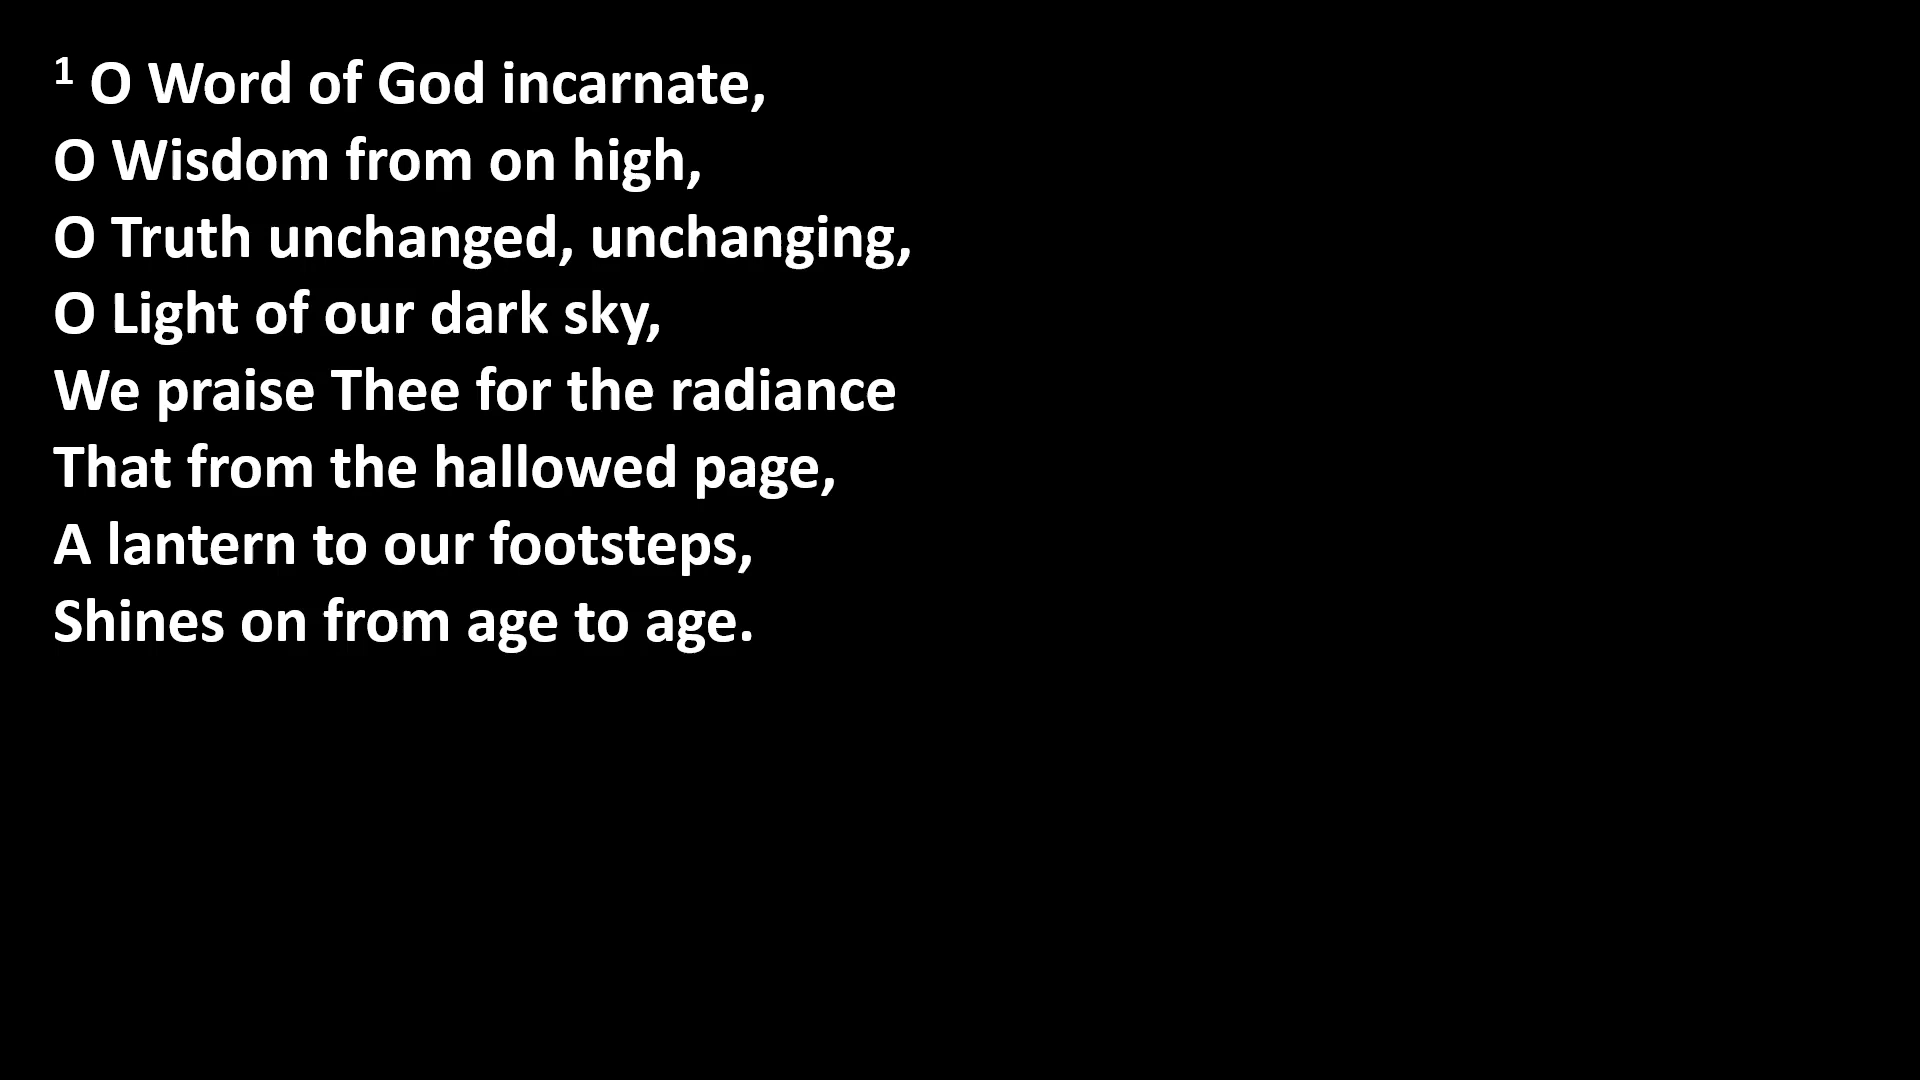 1 O Word of God incarnate,
O Wisdom from on high,
O Truth unchanged, unchanging,
O Light of our dark sky,
We praise Thee for the radiance
That from the hallowed page,
A lantern to our footsteps,
Shines on from age to age.